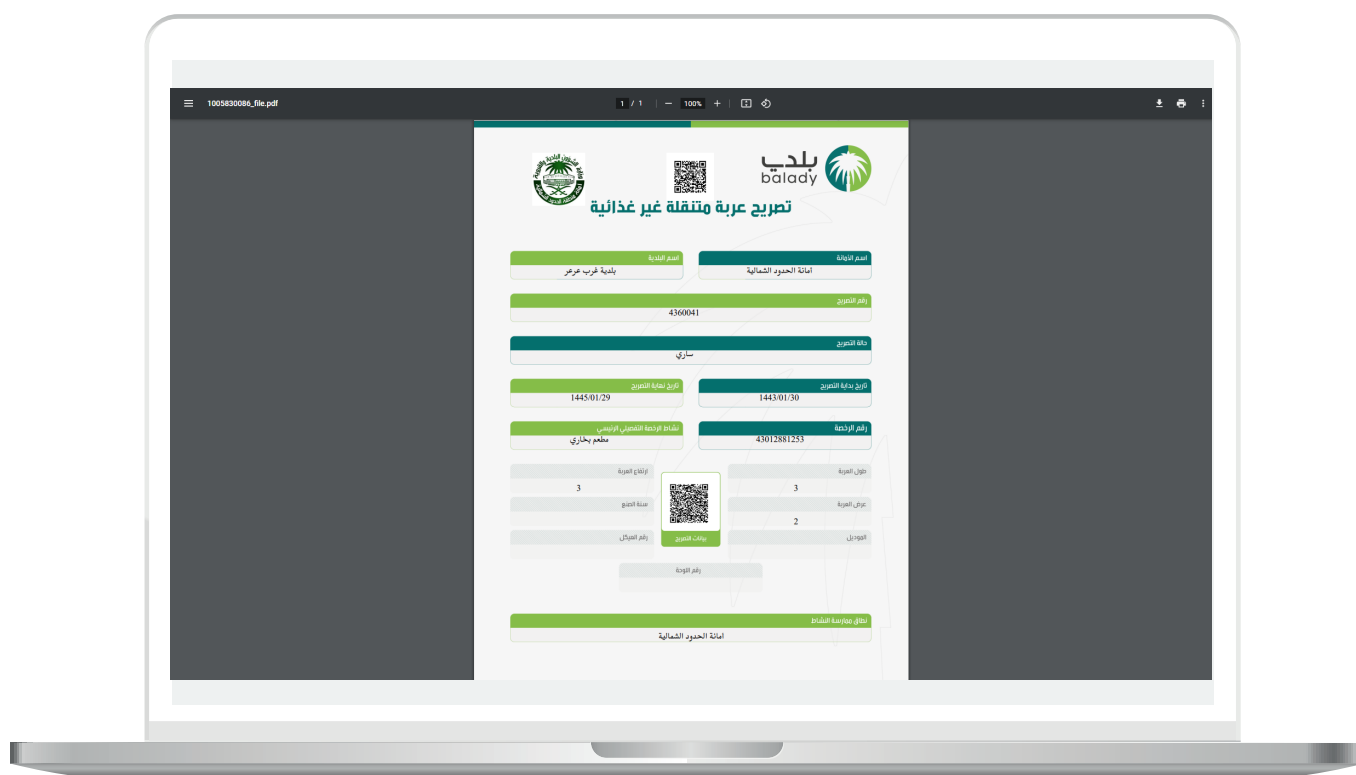 1005830086_file.pdf
1 / 1
100%
بلدي
balady
تصريح عربة متنقلة غير غذائية
اسم الأمانة
امانة الحدود الشمالية
اسم البلدية
بلدية غرب عرعر
رقم التصريح
4360041
حالة التصريح
ساري
تاريخ بداية التصريح
1443/01/30
تاريخ نهاية التصريح
1445/01/29
رقم الرخصة
43012881253
نشاط الرخصة التفصيلي الرئيسي
مطعم بخاري
طول العربة
3
ارتفاع العربة
3
عرض العربة
2
سنة الصنع
الموديل
رقم الهيكل
بيانات التصريح
رقم اللوحة
نطاق ممارسة النشاط
امانة الحدود الشمالية